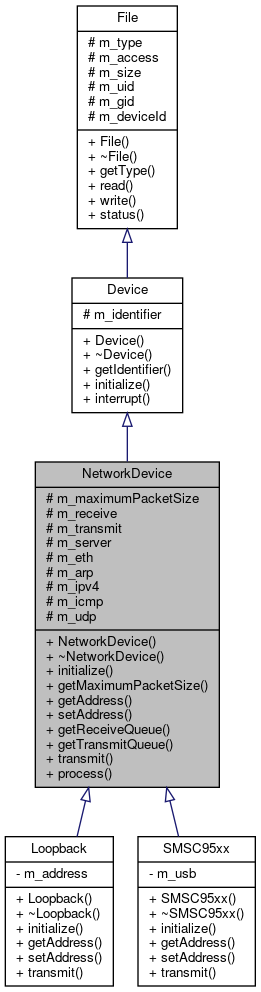 File
# m_type
# m_access
# m_size
# m_uid
# m_gid
# m_deviceId
+ File()
+ ~File()
+ getType()
+ read()
+ write()
+ status()
Device
# m_identifier
+ Device()
+ ~Device()
+ getIdentifier()
+ initialize()
+ interrupt()
NetworkDevice
# m_maximumPacketSize
# m_receive
# m_transmit
# m_server
# m_eth
# m_arp
# m_ipv4
# m_icmp
# m_udp
+ NetworkDevice()
+ ~NetworkDevice()
+ initialize()
+ getMaximumPacketSize()
+ getAddress()
+ setAddress()
+ getReceiveQueue()
+ getTransmitQueue()
+ transmit()
+ process()
Loopback
- m_address
+ Loopback()
+ ~Loopback()
+ initialize()
+ getAddress()
+ setAddress()
+ transmit()
SMSC95xx
- m_usb
+ SMSC95xx()
+ ~SMSC95xx()
+ initialize()
+ getAddress()
+ setAddress()
+ transmit()